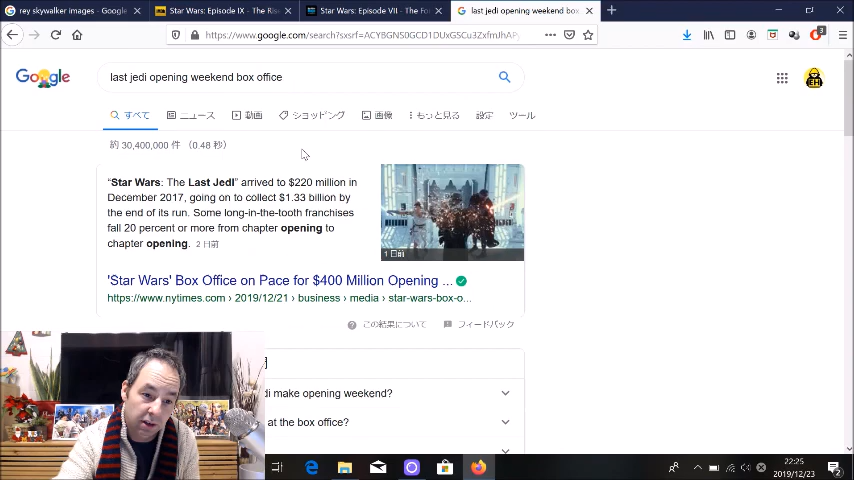 rey skywalker images - Google
Star Wars: Episode IX - The Rise
Star Wars: Episode VII - The For
last jedi opening weekend box
https://www.google.com/search?sxsrf=ACYBGNS0GCD1DUxGSCu3ZxfmJhAP
3
Google
last jedi opening weekend box office
すべて
ニュース
動画
ショッピング
画像
もっと見る
設定
ツール
約 30,400,000 件 (0.48 秒)
“Star Wars: The Last Jedi” arrived to $220 million in
December 2017, going on to collect $1.33 billion by
the end of its run. Some long-in-the-tooth franchises
fall 20 percent or more from chapter opening to
chapter opening. 2 日前
1 日前
'Star Wars' Box Office on Pace for $400 Million Opening ...
https://www.nytimes.com › 2019/12/21 › business › media › star-wars-box-o...
この結果について
フィードバック
di make opening weekend?
at the box office?
22:25
2019/12/23
2